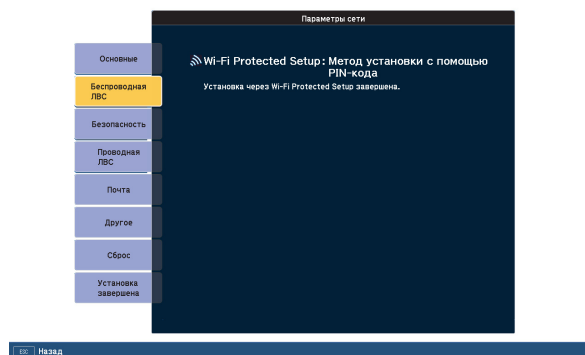 Параметры сети
Основные
Беспроводная
ЛВС
Безопасность
Проводная
ЛВС
Почта
Другое
Сброс
Установка
завершена
Wi-Fi Protected Setup: Метод установки с помощью
PIN-кода
Установка через Wi-Fi Protected Setup завершена.
ESC Назад